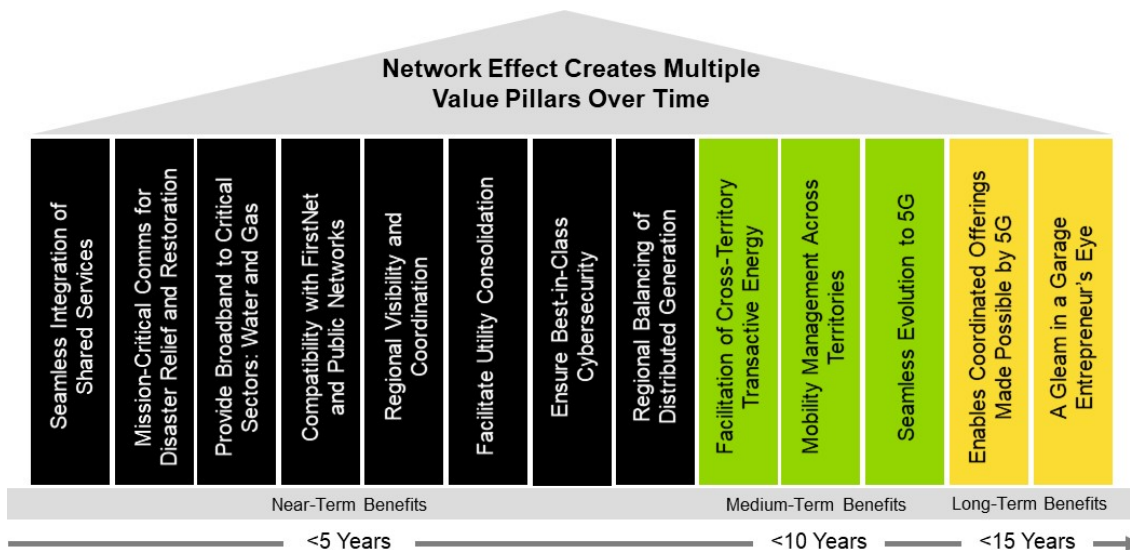 Network Effect Creates Multiple
Value Pillars Over Time
Seamless Integration of
Shared Services
Mission-Critical Comms for
Disaster Relief and Restoration
Provide Broadband to Critical
Sectors: Water and Gas
Compatibility with FirstNet
and Public Networks
Regional Visibility and
Coordination
Facilitate Utility Consolidation
Ensure Best-in-Class
Cybersecurity
Regional Balancing of
Distributed Generation
Facilitation of Cross-Territory
Transactive Energy
Mobility Management Across
Territories
Seamless Evolution to 5G
Enables Coordinated Offerings
Made Possible by 5G
A Gleam in a Garage
Entrepreneur's Eye
Near-Term Benefits
Medium-Term Benefits
Long-Term Benefits
<5 Years
<10 Years
<15 Years